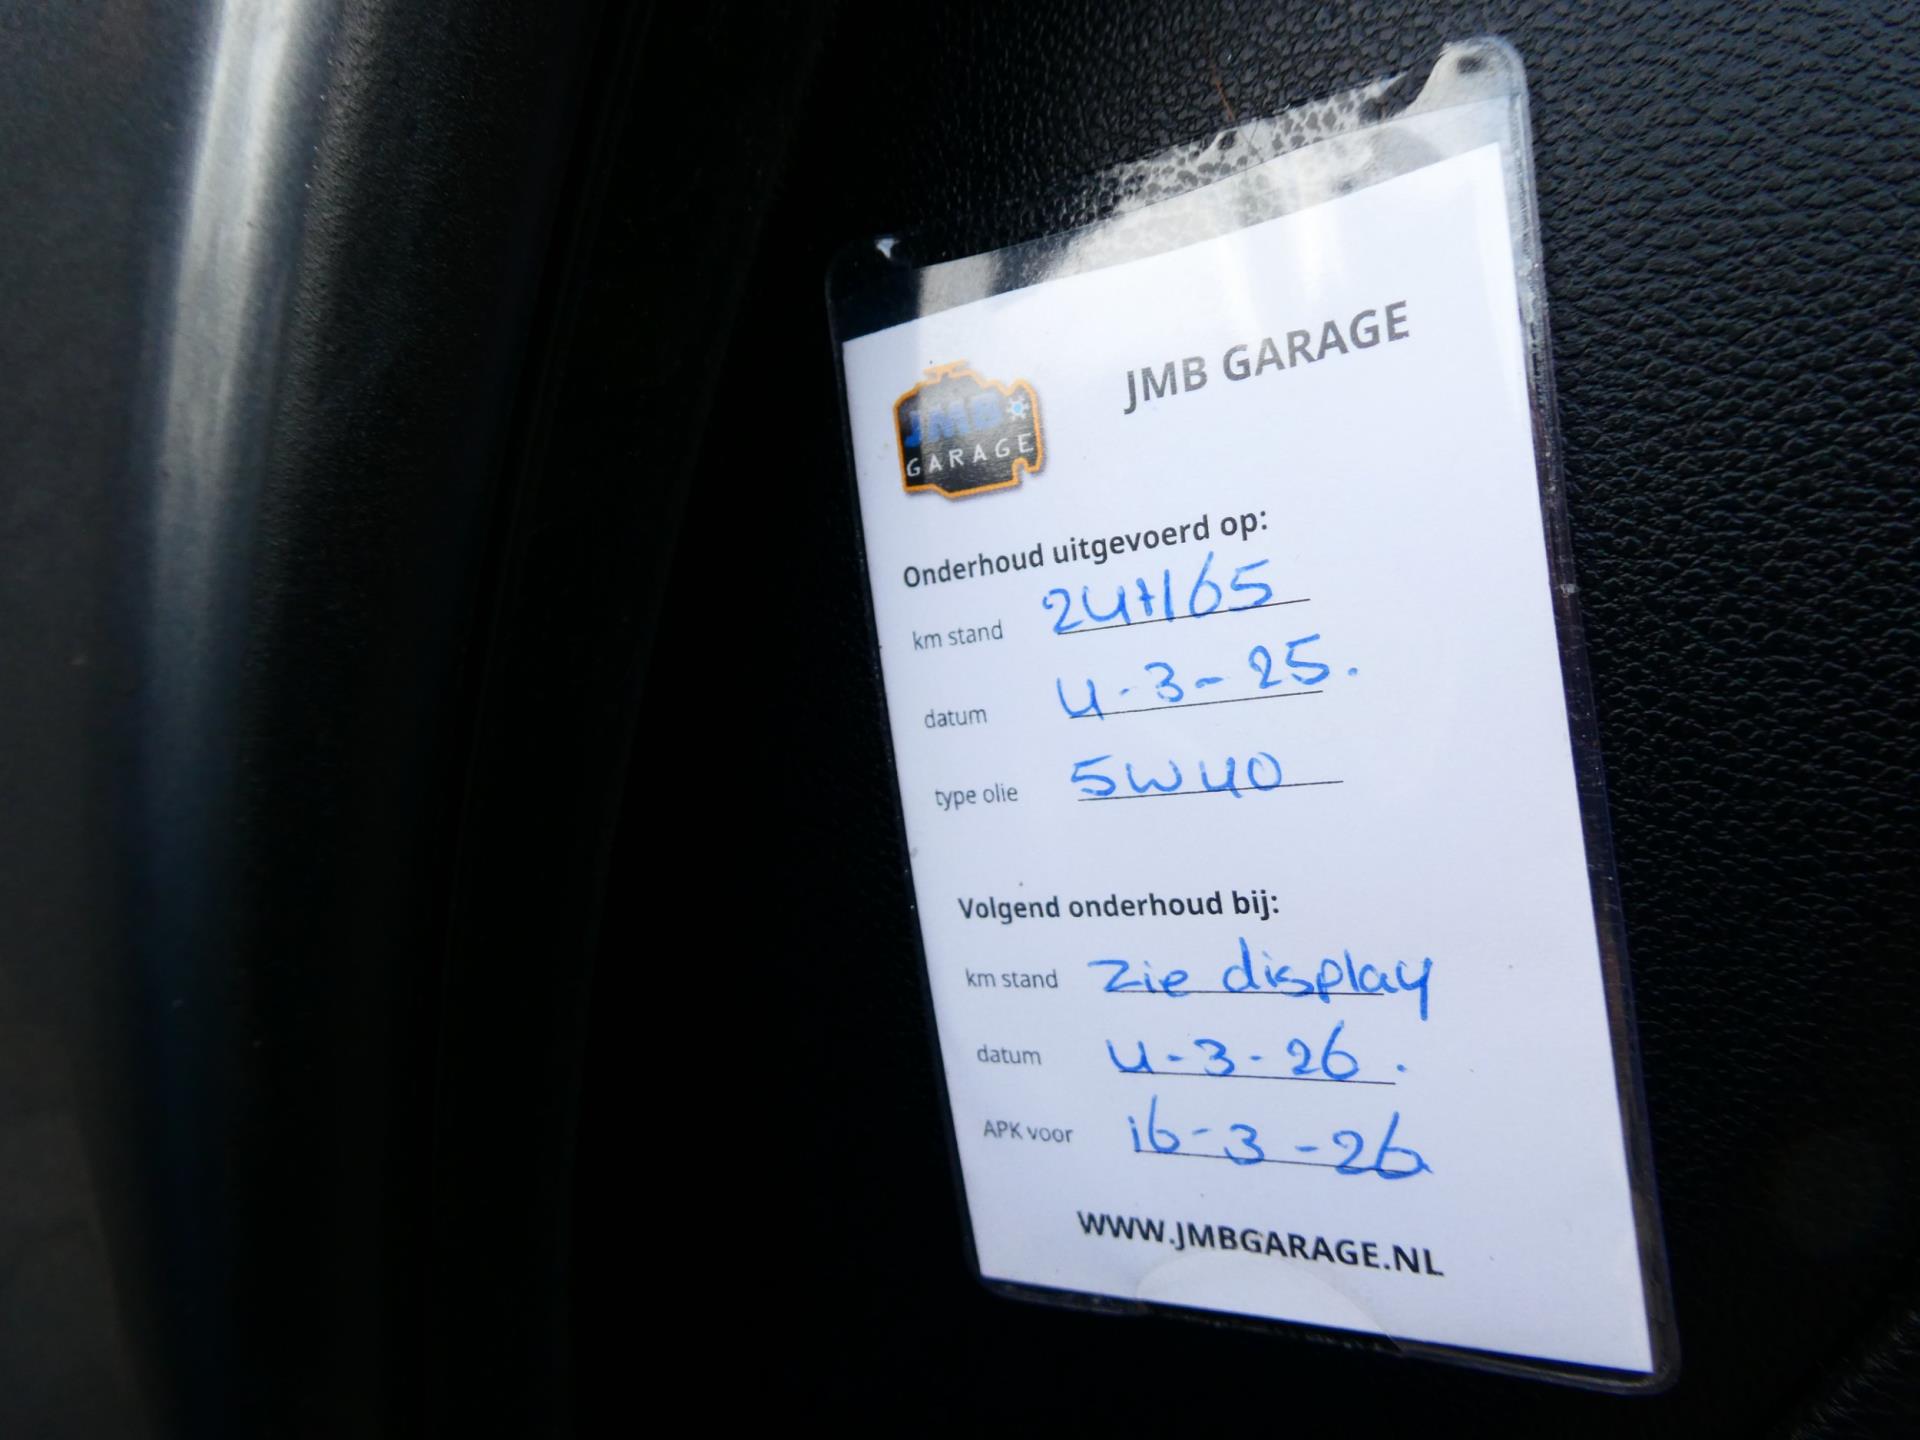 JMB GARAGE
JMB
GARAGE
Onderhoud uitgevoerd op:
km stand 247165
datum 4-3-25.
type olie 5W40
Volgend onderhoud bij:
km stand Zie display
datum 4-3-26.
APK voor 16-3-26
WWW.JMBGARAGE.NL